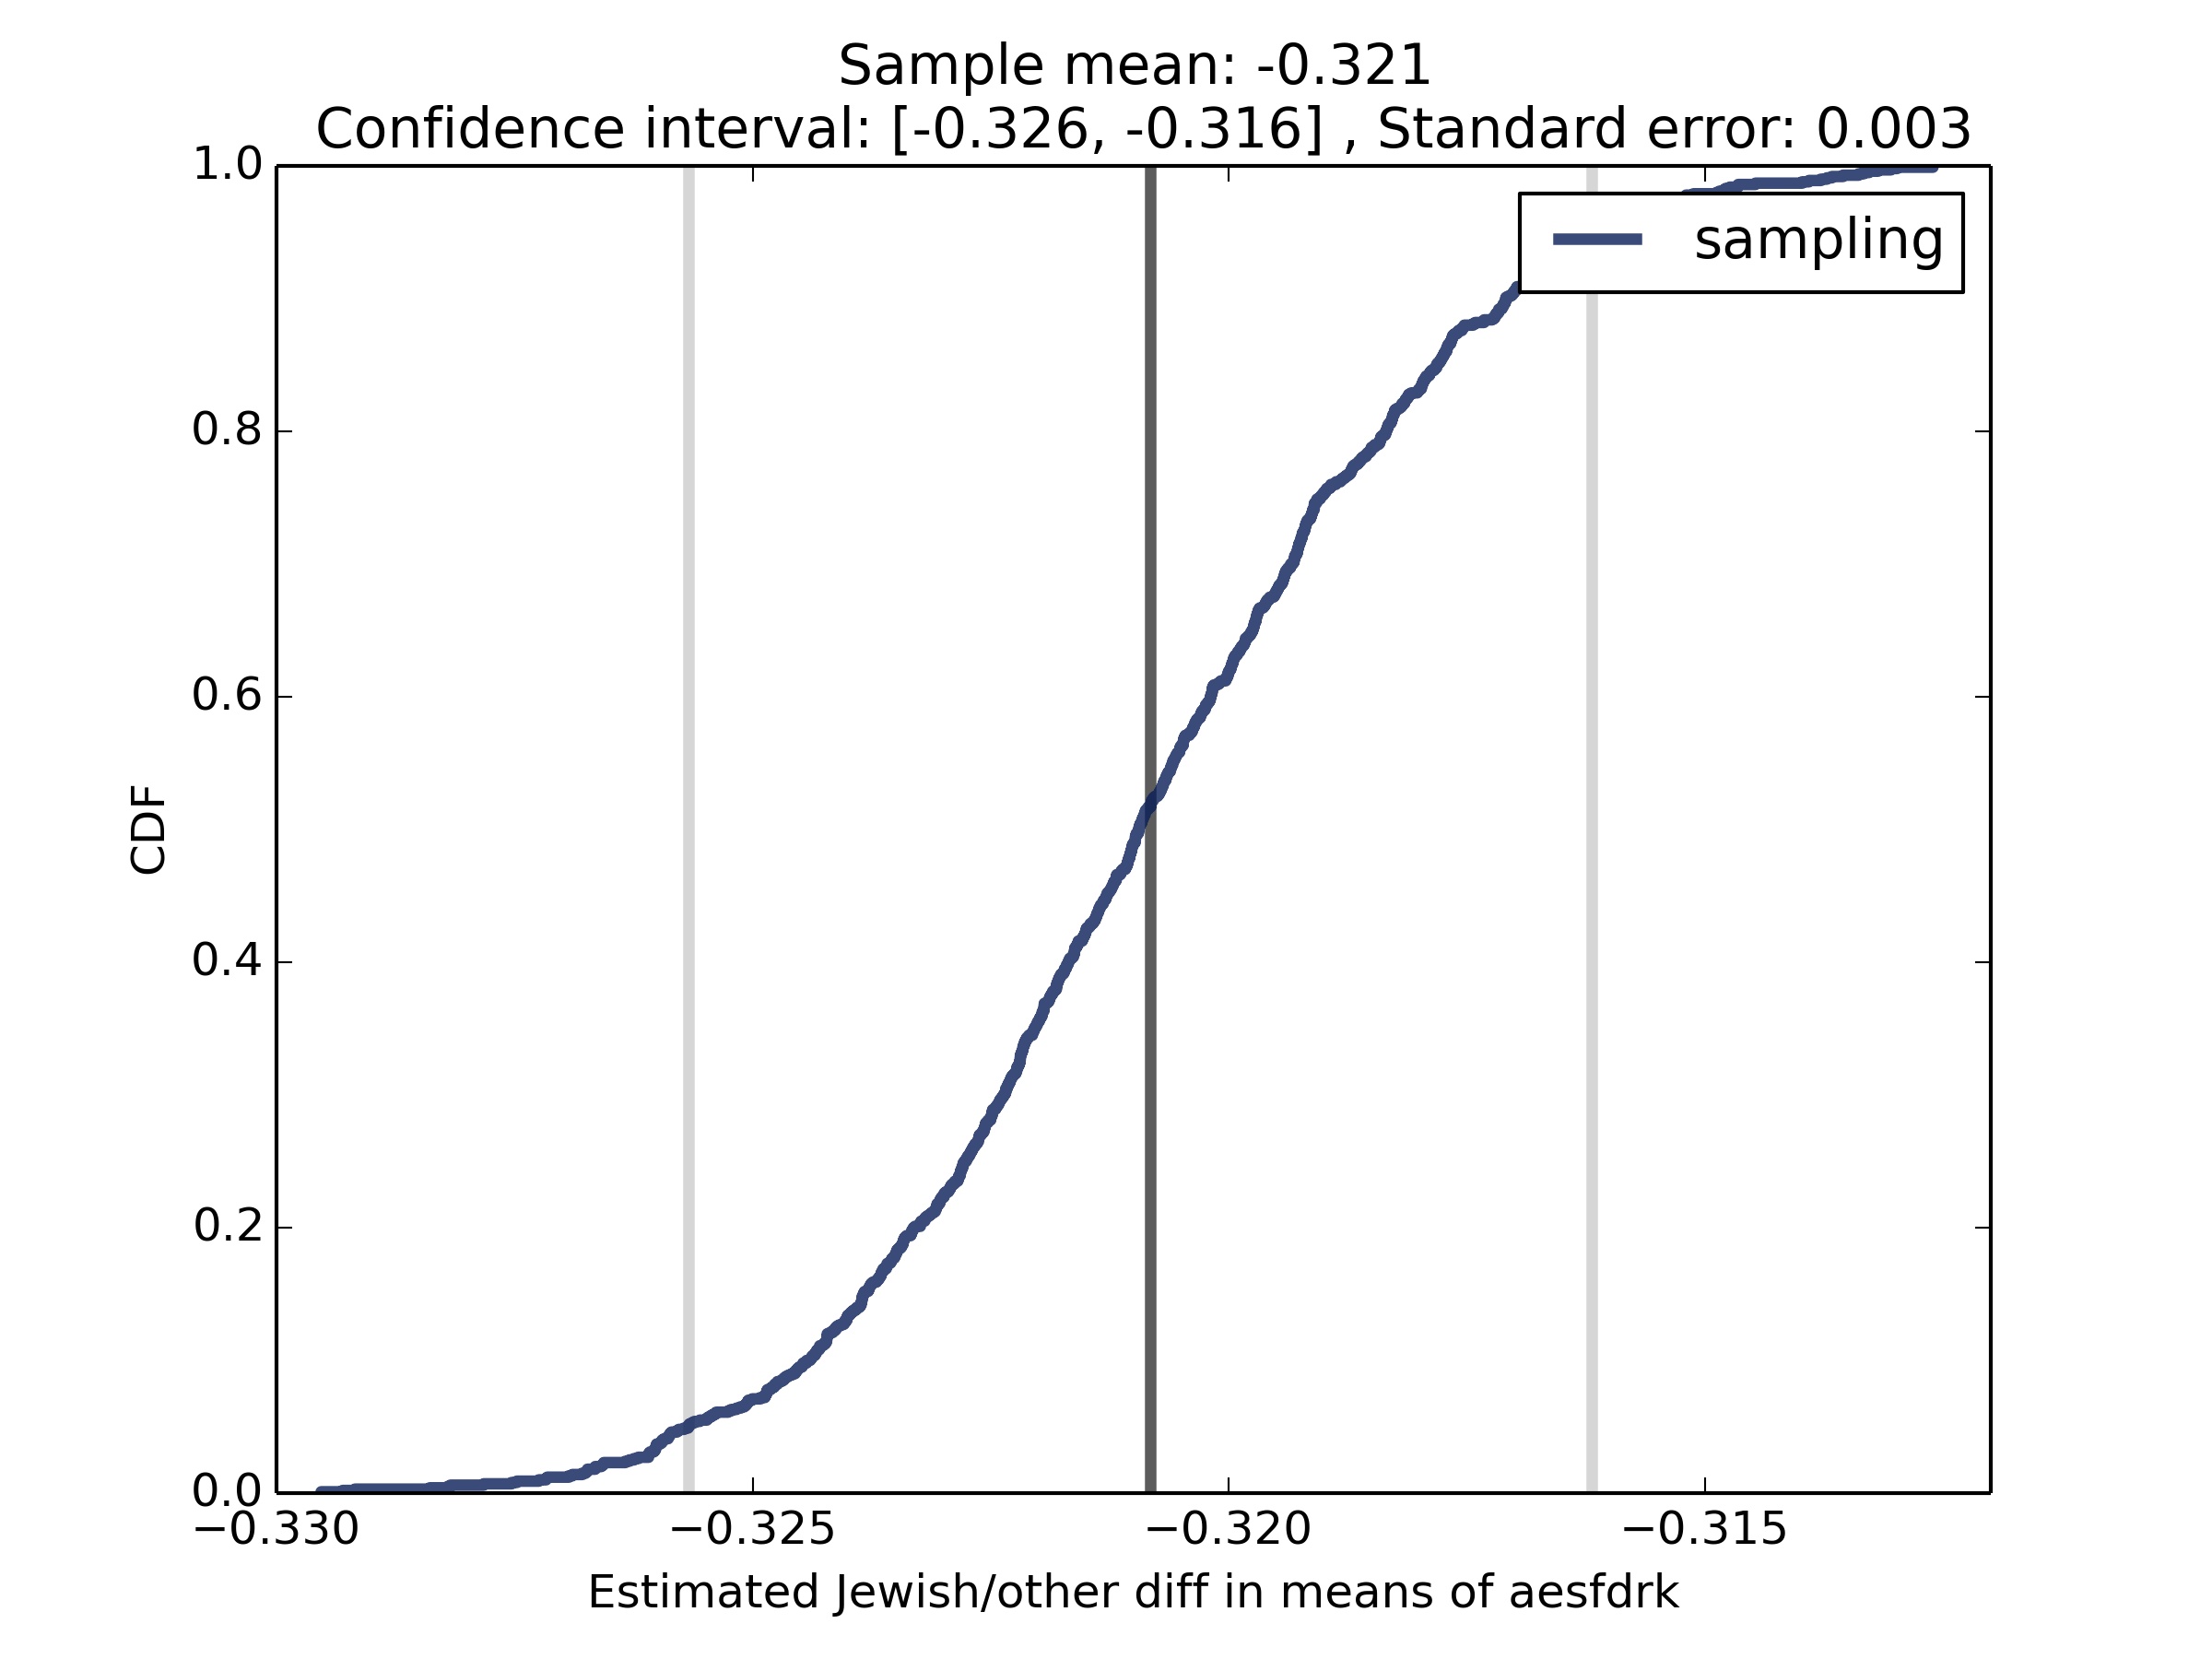 Sample mean: -0.321
Confidence interval: [-0.326, -0.316] , Standard error: 0.003
1.0
sampling
0.8
0.6
CDF
0.4
0.2
0.0
−0.330 −0.325 −0.320 −0.315
Estimated Jewish/other diff in means of aesfdrk